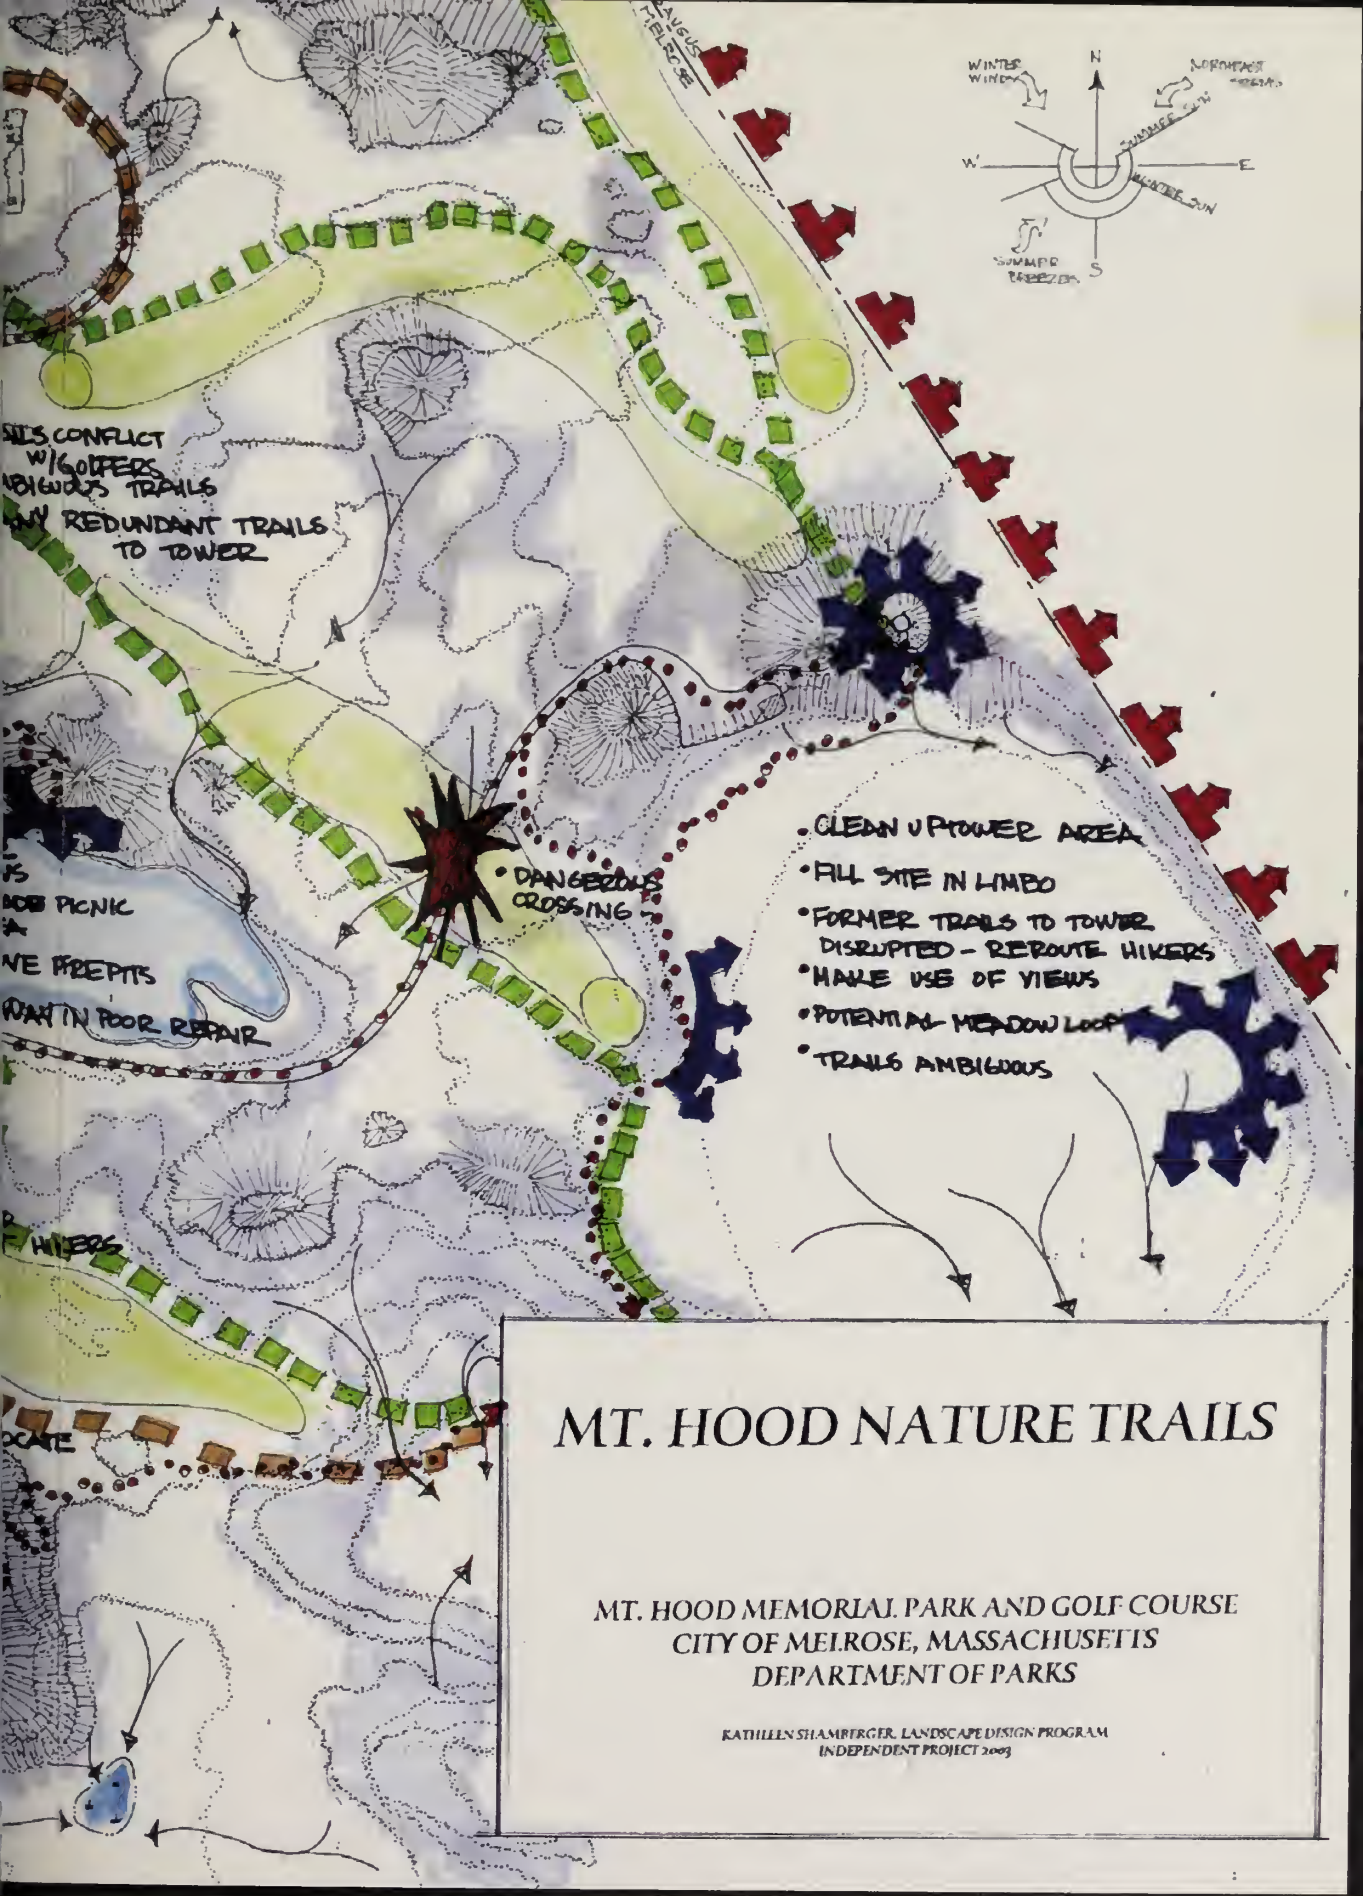 MELROSE
WINTER
WINDS
N
NORTHEAST
SUMMER SUN
W
E
WINTER SUN
SUMMER
BREEZES
S
CONFLICT
W/GOLFERS
TRAILS
REDUNDANT TRAILS
TO TOWER
• DANGEROUS
CROSSING
PICNIC
IN POOR REPAIR
HIKERS
• CLEAN UP TOWER AREA
• FILL SITE IN LIMBO
• FORMER TRAILS TO TOWER
DISRUPTED - REROUTE HIKERS
• MAKE USE OF VIEWS
• POTENTIAL MEADOW LOOP
• TRAILS AMBIGUOUS
MT. HOOD NATURE TRAILS
MT. HOOD MEMORIAL PARK AND GOLF COURSE
CITY OF MELROSE, MASSACHUSETTS
DEPARTMENT OF PARKS
KATHLEEN SHAMBERGER, LANDSCAPE DESIGN PROGRAM
INDEPENDENT PROJECT 2003